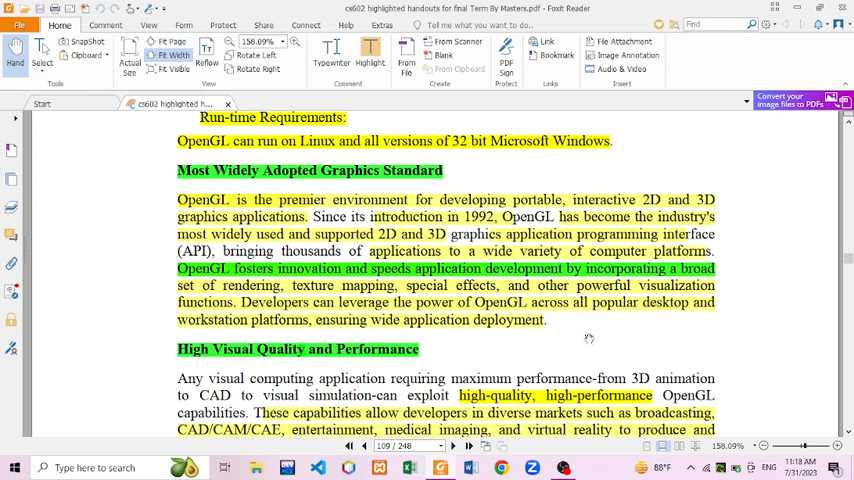 cs602 highlighted handouts for final Term By Masters.pdf - Foxit Reader
File Home Comment View Form Protect Share Connect Help Extras Tell me what you want to do... Find
Hand
Select
SnapShot
Clipboard
Actual Size
Fit Page
Fit Width
Fit Visible
Reflow
158.09%
Rotate Left
Rotate Right
Typewriter
Highlight
From File
From Scanner
Blank
From Clipboard
PDF Sign
Link
Bookmark
File Attachment
Image Annotation
Audio & Video
Tools View Comment Create Protect Links Insert
Start cs602 highlighted h...
Convert your image files to PDFs
Run-time Requirements:
OpenGL can run on Linux and all versions of 32 bit Microsoft Windows.
Most Widely Adopted Graphics Standard
OpenGL is the premier environment for developing portable, interactive 2D and 3D
graphics applications. Since its introduction in 1992, OpenGL has become the industry's
most widely used and supported 2D and 3D graphics application programming interface
(API), bringing thousands of applications to a wide variety of computer platforms.
OpenGL fosters innovation and speeds application development by incorporating a broad
set of rendering, texture mapping, special effects, and other powerful visualization
functions. Developers can leverage the power of OpenGL across all popular desktop and
workstation platforms, ensuring wide application deployment.
High Visual Quality and Performance
Any visual computing application requiring maximum performance-from 3D animation
to CAD to visual simulation-can exploit high-quality, high-performance OpenGL
capabilities. These capabilities allow developers in diverse markets such as broadcasting,
CAD/CAM/CAE, entertainment, medical imaging, and virtual reality to produce and
109 / 248 158.09%
Type here to search
88°F
ENG
11:18 AM
7/31/2023